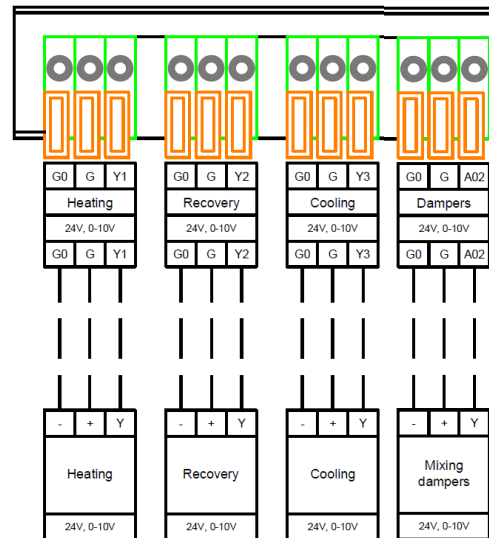 G0 G Y1 G0 G Y2 G0 G Y3 G0 G A02
Heating Recovery Cooling Dampers
24V, 0-10V 24V, 0-10V 24V, 0-10V 24V, 0-10V
G0 G Y1 G0 G Y2 G0 G Y3 G0 G A02
- + Y - + Y - + Y - + Y
Heating Recovery Cooling Mixing dampers
24V, 0-10V 24V, 0-10V 24V, 0-10V 24V, 0-10V